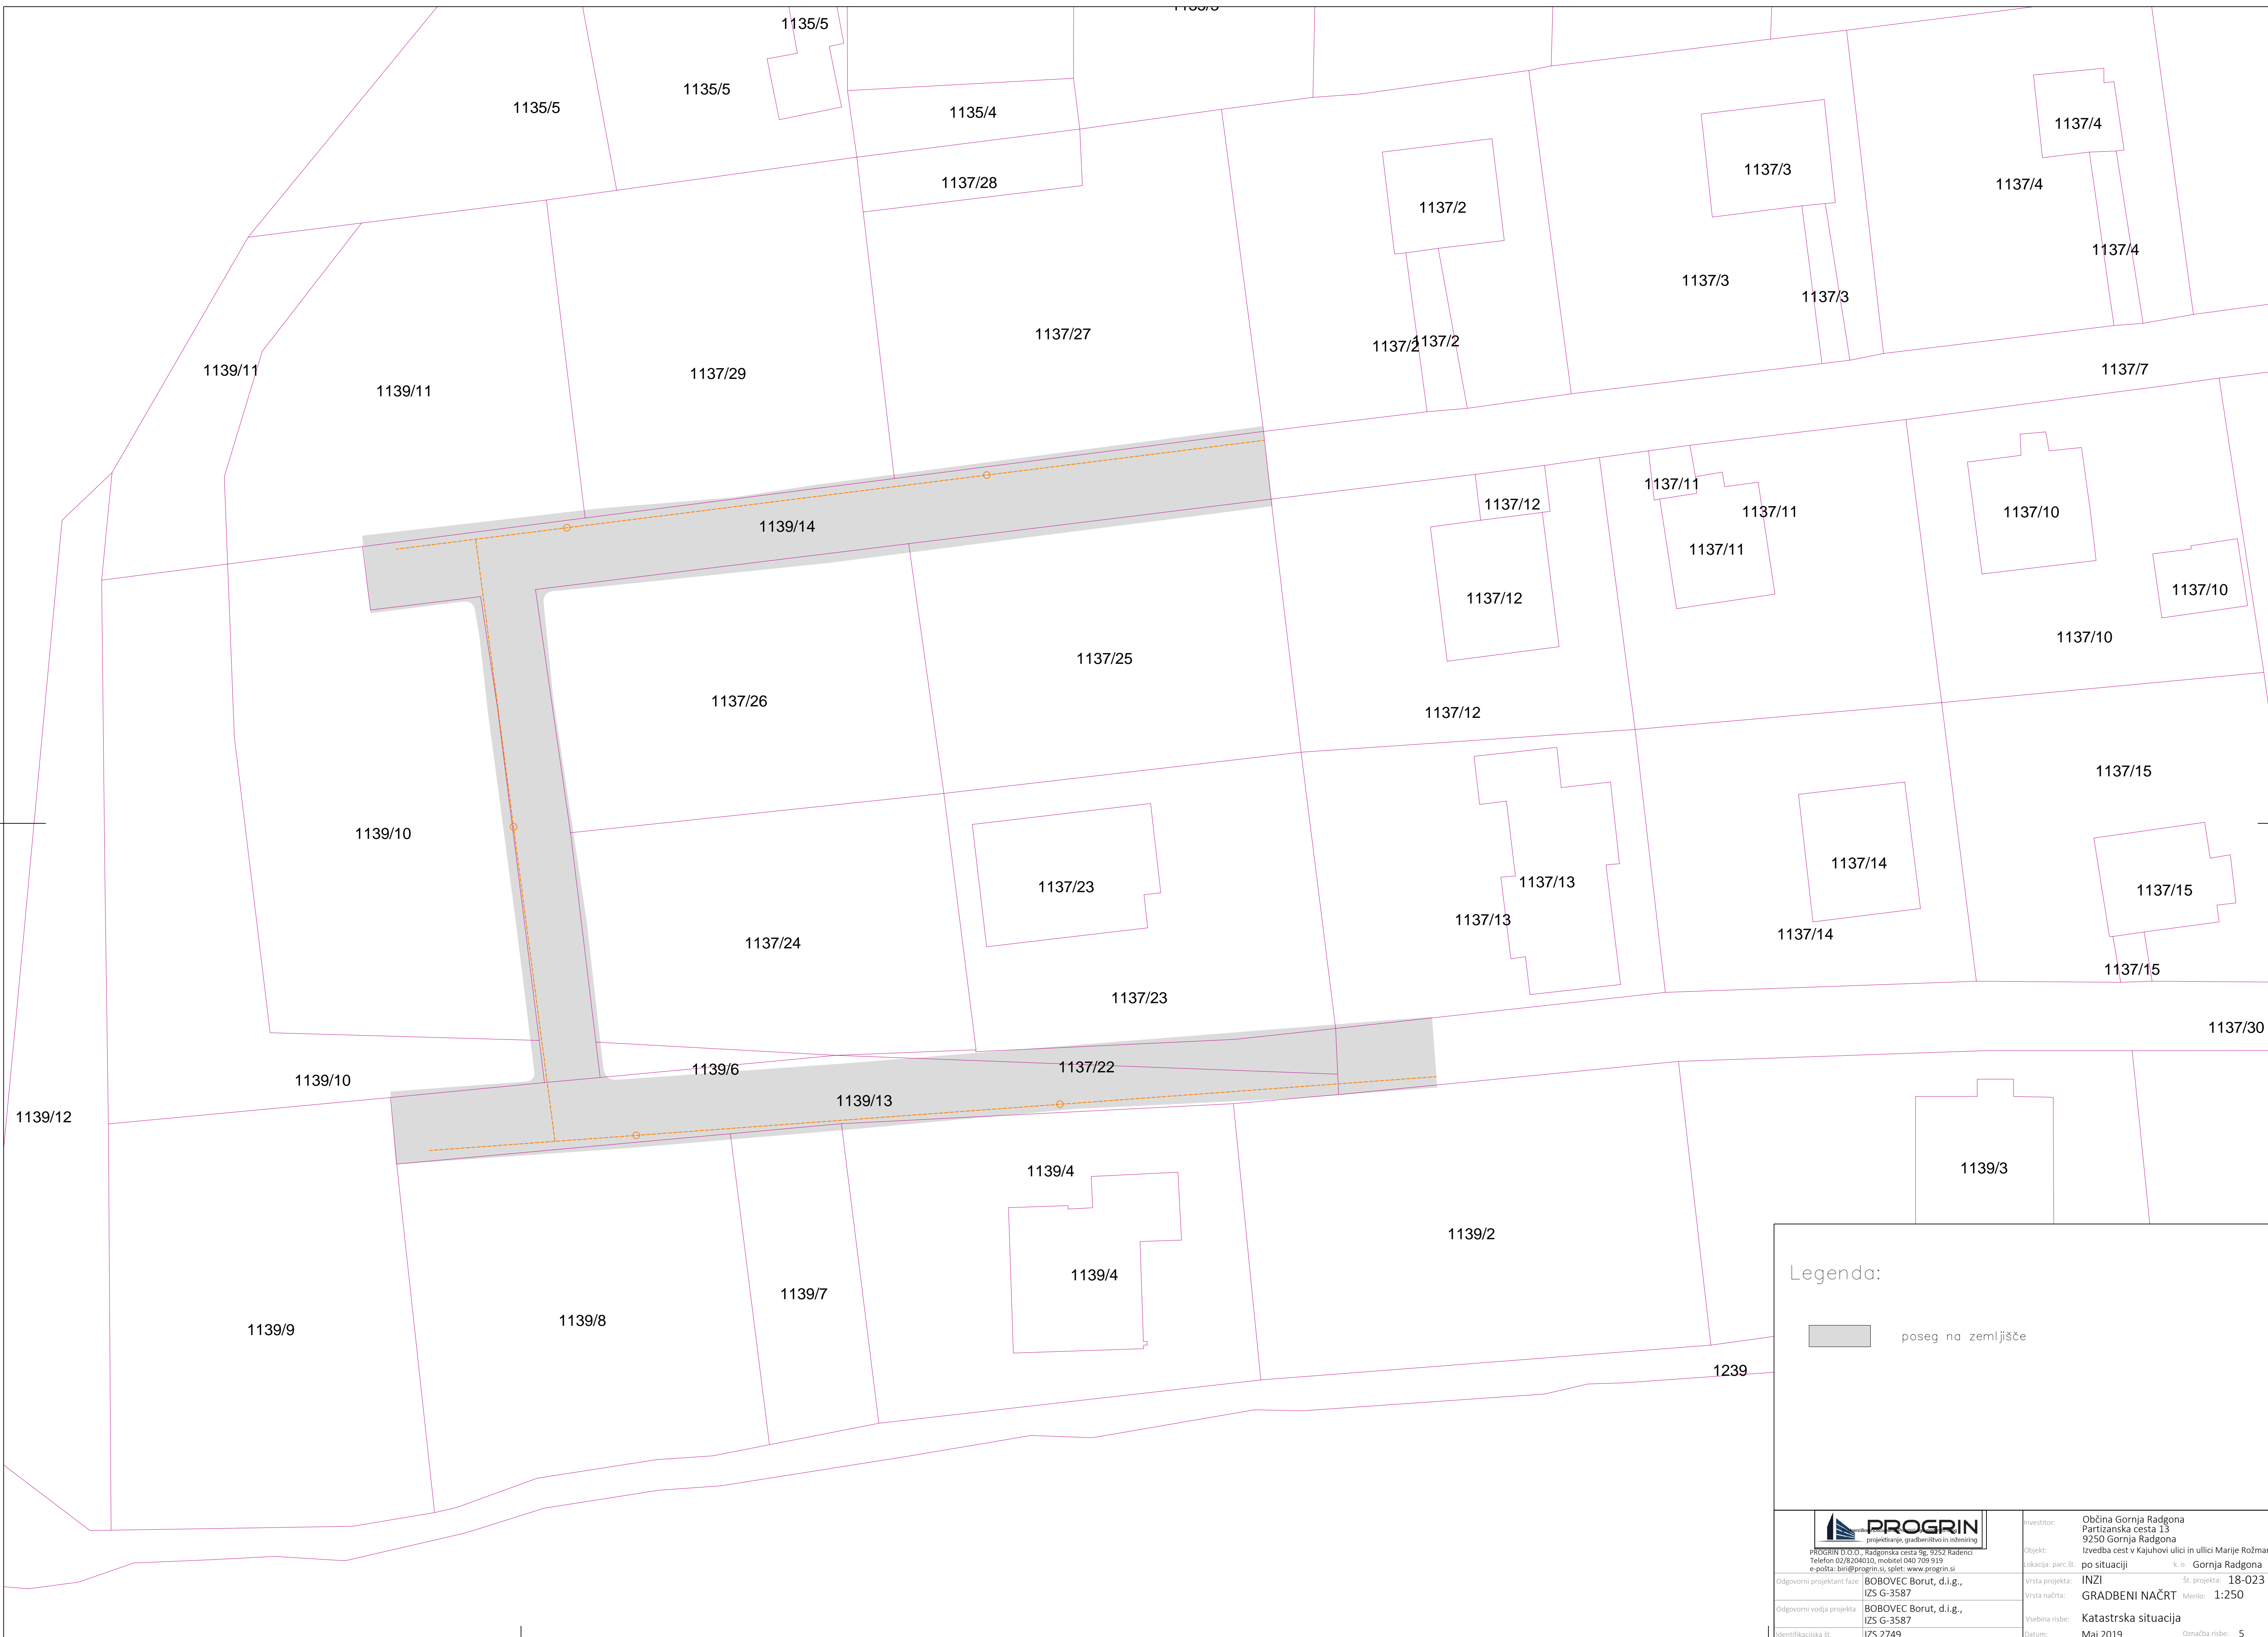 1135/5
1135/5
1135/5
1135/4
1137/28
1137/4
1137/3
1137/4
1137/2
1137/4
1137/3
1137/3
1137/27
1137/2
1137/2
1137/7
1139/11
1137/29
1139/11
1137/11
1137/12
1137/11
1137/10
1139/14
1137/11
1137/10
1137/12
1137/10
1137/25
1137/26
1137/12
1137/15
1139/10
1137/14
1137/13
1137/23
1137/15
1137/13
1137/14
1137/24
1137/15
1137/23
1137/30
1137/22
1139/6
1139/10
1139/13
1139/12
1139/3
1139/4
1139/2
1139/4
1139/7
1139/8
1139/9
1239
Legenda:
poseg na zemljišče
PROGRIN
projektiranje, gradbeništvo in inženiring
PROGRIN D.O.O., Radgonska cesta 9g, 9252 Radenci
Telefon 02/8204010, mobitel 040 709 919
e-pošta: biri@progrin.si, splet: www.progrin.si
Odgovorni projektant faze BOBOVEC Borut, d.i.g.,
IZS G-3587
Odgovorni vodja projekta BOBOVEC Borut, d.i.g.,
IZS G-3587
Identifikacijska št. IZS 2749
Investitor: Občina Gornja Radgona
Partizanska cesta 13
9250 Gornja Radgona
Objekt: Izvedba cest v Kajuhovi ulici in ullici Marije
Lokacija: parc.št. po situaciji k. o. Gornja Radgona
Vrsta projekta: INZI Št. projekta: 18-023
Vrsta načrta: GRADBENI NAČRT Merilo: 1:250
Vsebina risbe: Katastrska situacija
Datum: Maj 2019 Označba risbe: 5